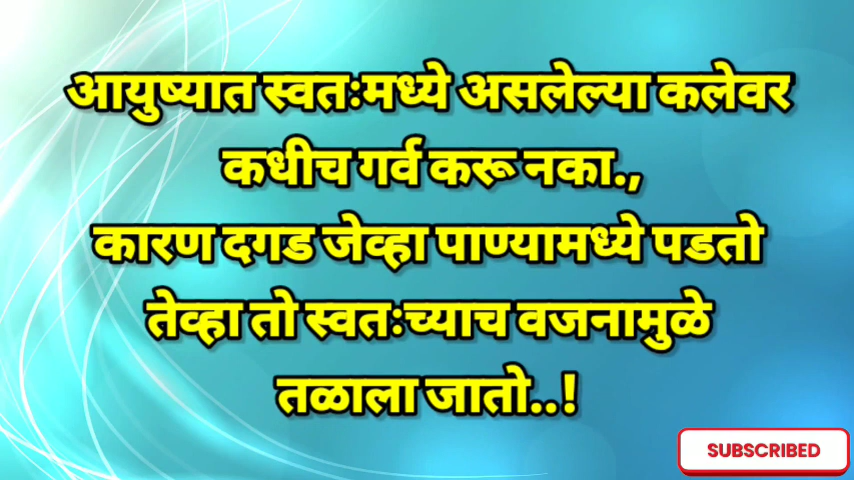 आयुष्यात स्वतःमध्ये असलेल्या कलेवर
कधीच गर्व करू नका.,
कारण दगड जेव्हा पाण्यामध्ये पडतो
तेव्हा तो स्वतःच्याच वजनामुळे
तळाला जातो..!
SUBSCRIBED